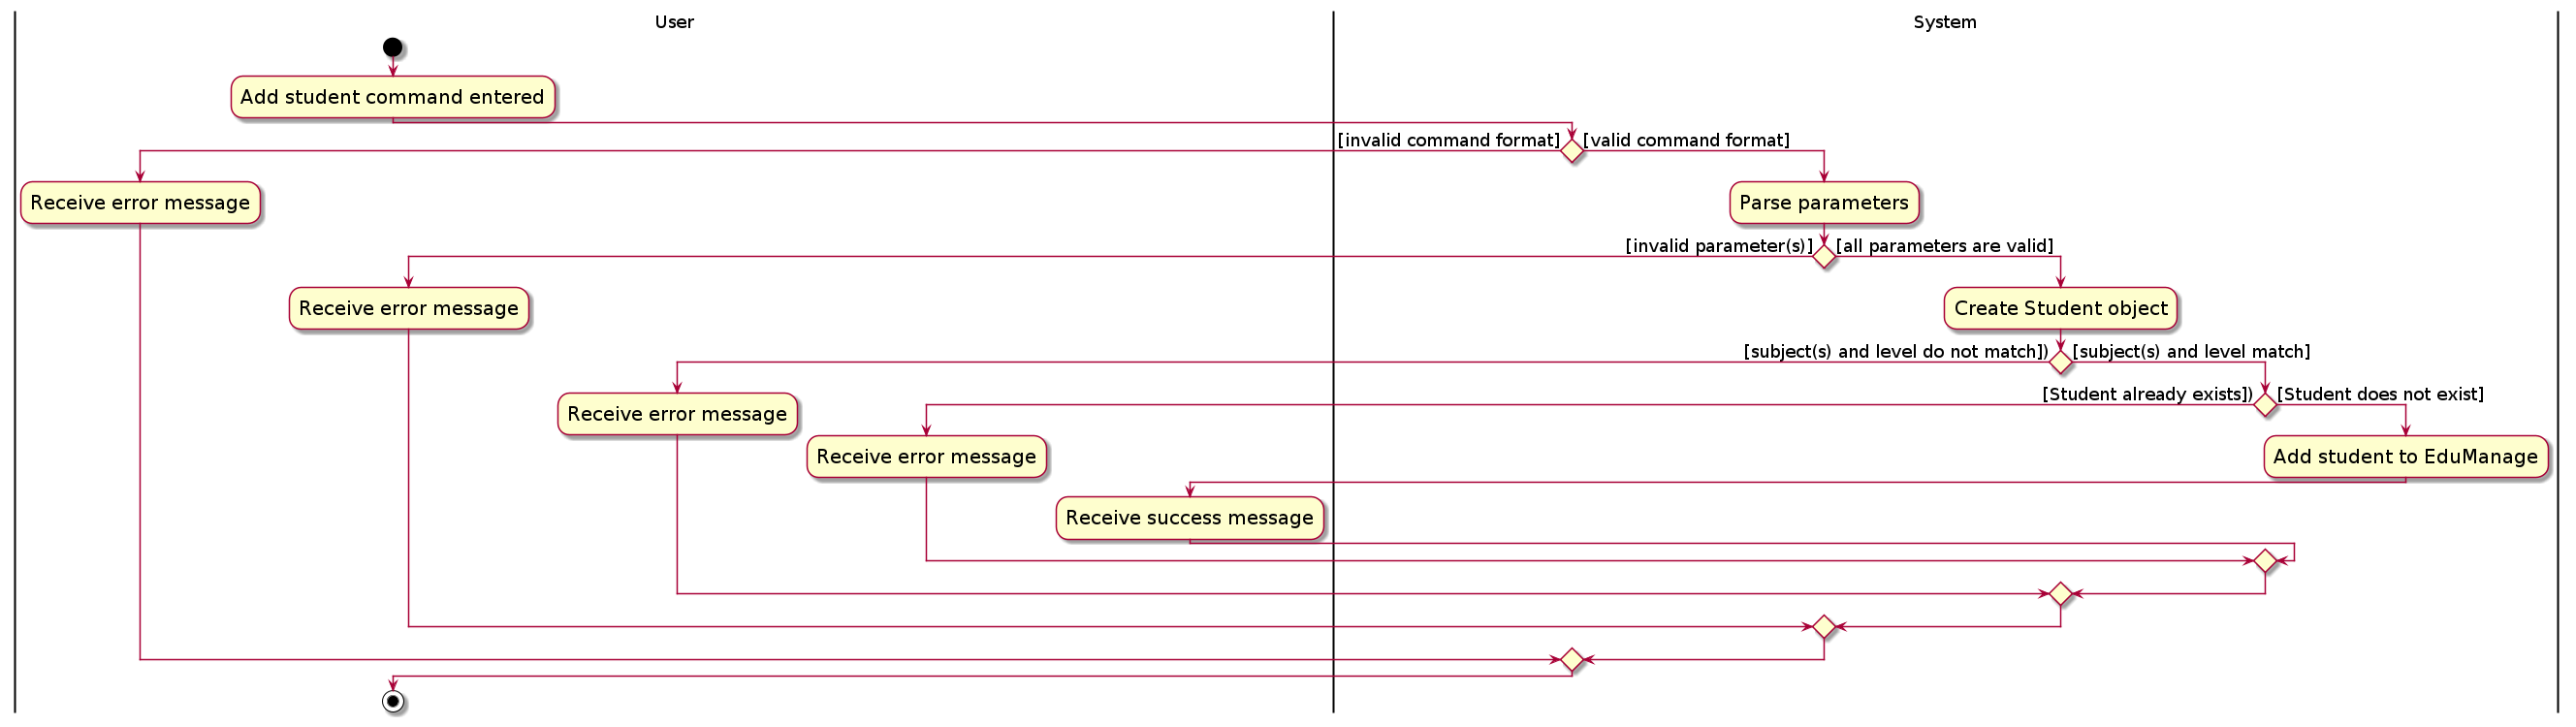 User
System
Add student command entered
[invalid command format]
[valid command format]
Receive error message
Parse parameters
[invalid parameter(s)]
[all parameters are valid]
Receive error message
Create Student object
[subject(s) and level do not match])
[subject(s) and level match]
Receive error message
[Student already exists])
[Student does not exist]
Receive error message
Add student to EduManage
Receive success message